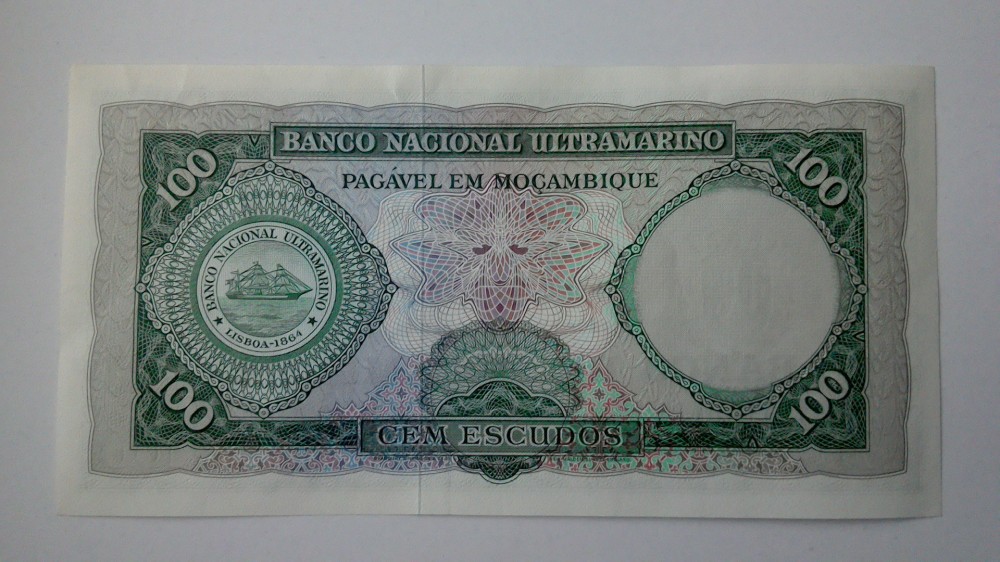 BANCO NACIONAL ULTRAMARINO
PAGÁVEL EM MOÇAMBIQUE
100
100
BANCO NACIONAL ULTRAMARINO
LISBOA-1864
100
100
CEM ESCUDOS